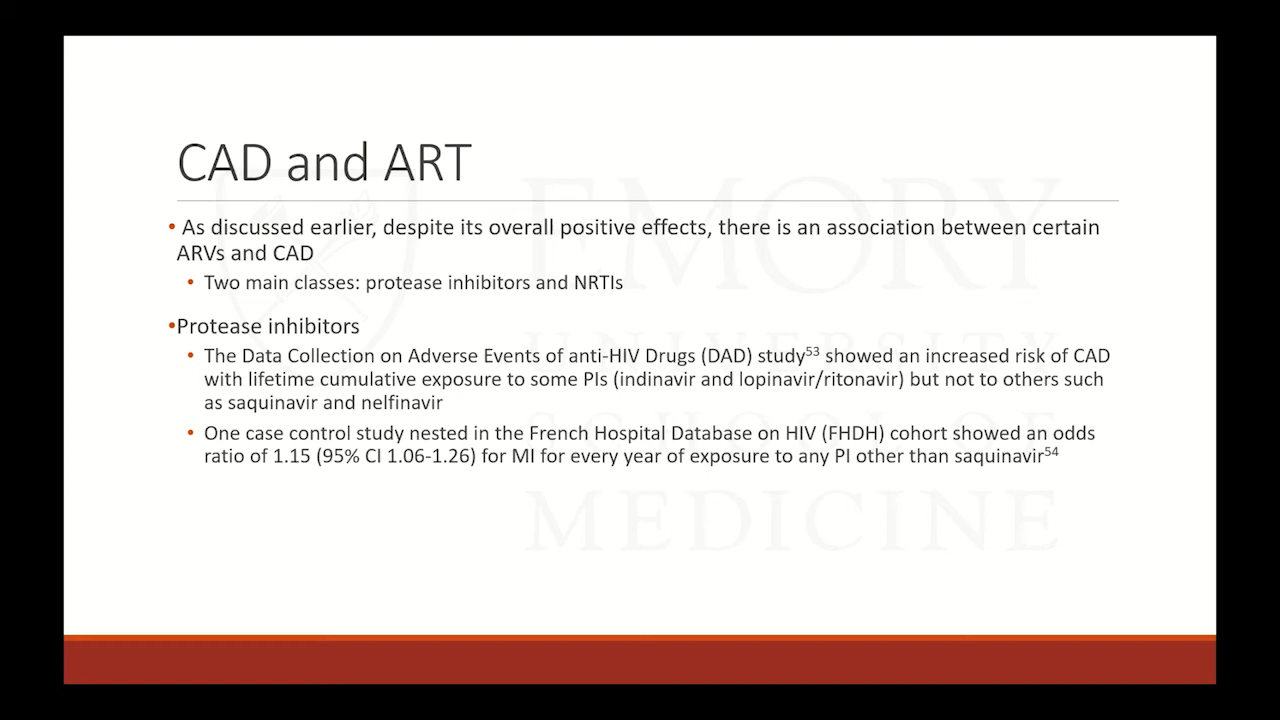 CAD and ART
• As discussed earlier, despite its overall positive effects, there is an association between certain
ARVs and CAD
• Two main classes: protease inhibitors and NRTIs
•Protease inhibitors
• The Data Collection on Adverse Events of anti-HIV Drugs (DAD) study53 showed an increased risk of CAD
with lifetime cumulative exposure to some PIs (indinavir and lopinavir/ritonavir) but not to others such
as saquinavir and nelfinavir
• One case control study nested in the French Hospital Database on HIV (FHDH) cohort showed an odds
ratio of 1.15 (95% CI 1.06-1.26) for MI for every year of exposure to any PI other than saquinavir54
EMORY
UNIVERSITY
SCHOOL OF
MEDICINE